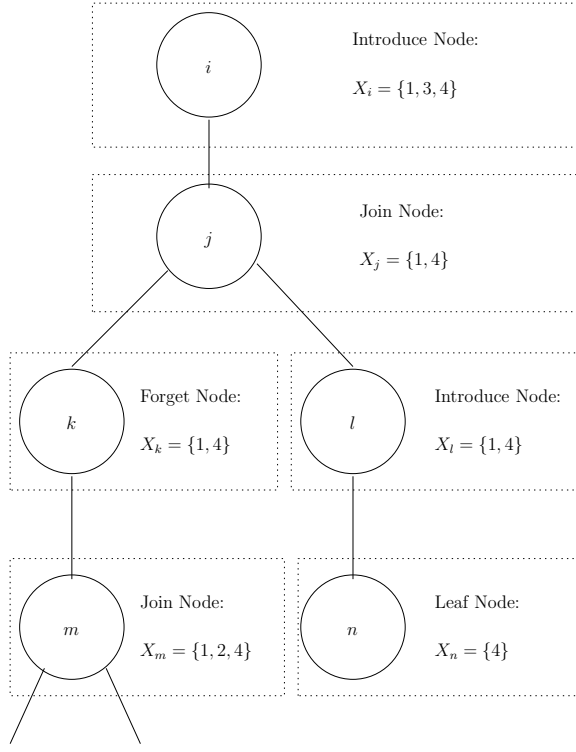 i
Introduce Node:
X_i = {1, 3, 4}
j
Join Node:
X_j = {1, 4}
k
Forget Node:
X_k = {1, 4}
l
Introduce Node:
X_l = {1, 4}
m
Join Node:
X_m = {1, 2, 4}
n
Leaf Node:
X_n = {4}